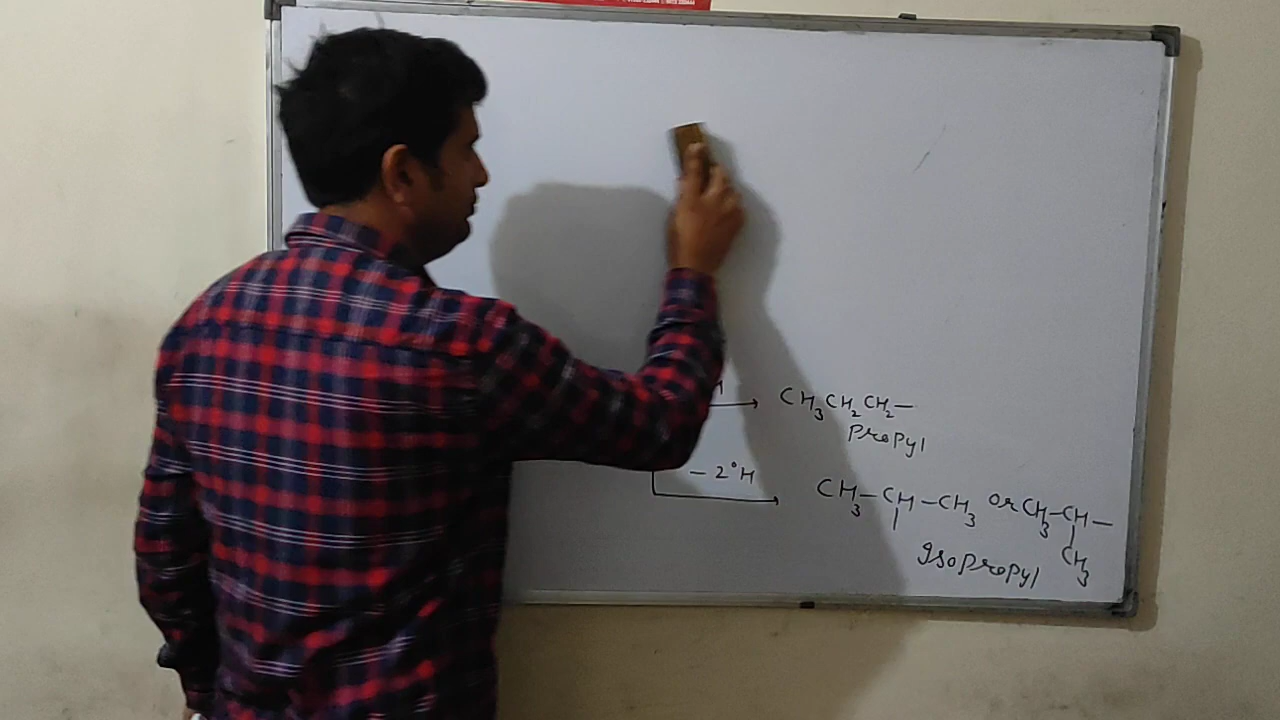 H
CH3CH2CH2—
Propyl
— 2°H
CH3—CH—CH3 or CH3—CH—
|
CH3
Isopropyl